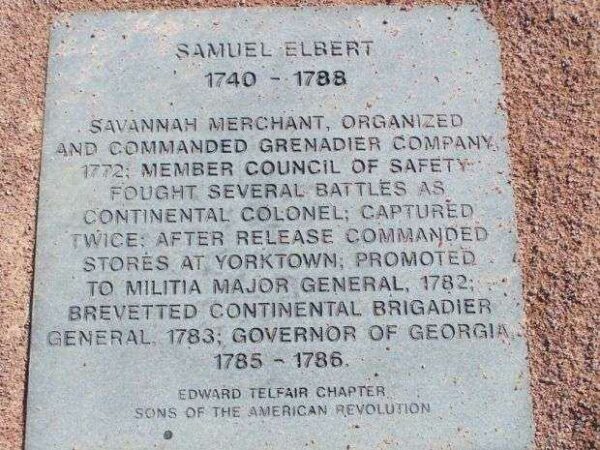 SAMUEL ELBERT
1740 - 1788
SAVANNAH MERCHANT, ORGANIZED
AND COMMANDED GRENADIER COMPANY,
1772; MEMBER COUNCIL OF SAFETY
FOUGHT SEVERAL BATTLES AS
CONTINENTAL COLONEL; CAPTURED
TWICE; AFTER RELEASE COMMANDED
STORES AT YORKTOWN; PROMOTED
TO MILITIA MAJOR GENERAL, 1782;
BREVETTED CONTINENTAL BRIGADIER
GENERAL, 1783; GOVERNOR OF GEORGIA,
1785 - 1786.
EDWARD TELFAIR CHAPTER
SONS OF THE AMERICAN REVOLUTION